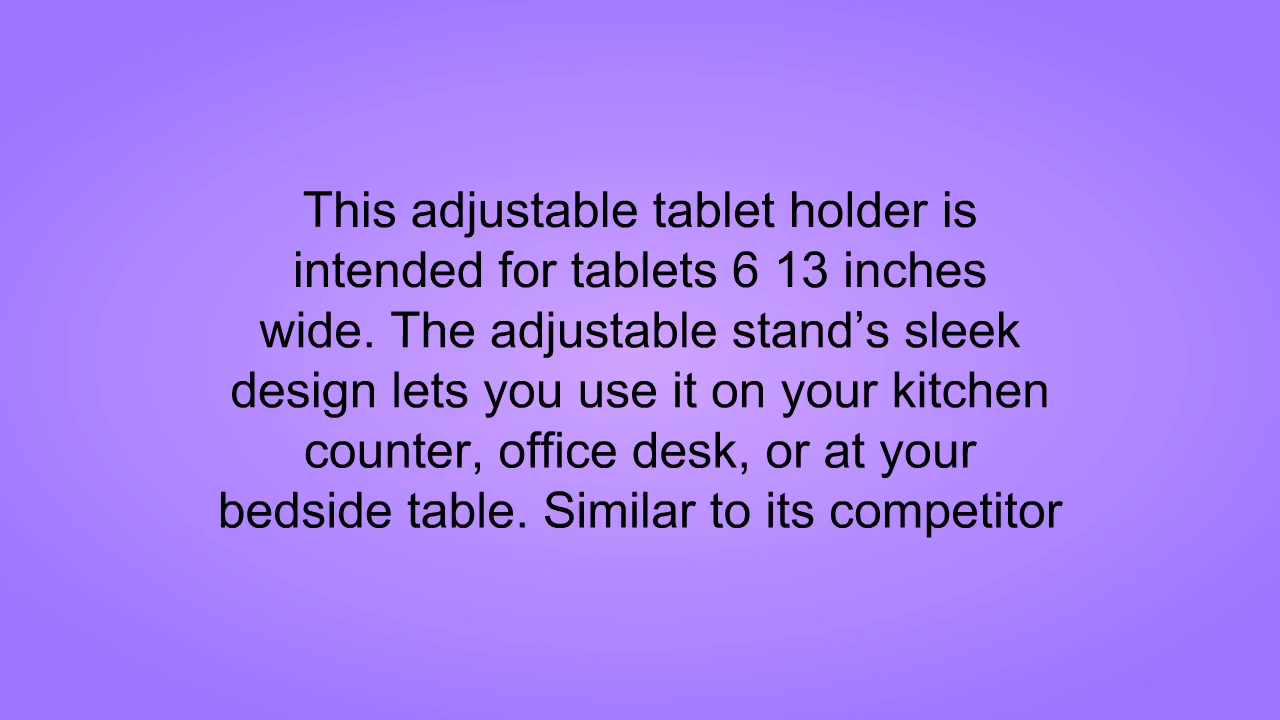 This adjustable tablet holder is
intended for tablets 6 13 inches
wide. The adjustable stand’s sleek
design lets you use it on your kitchen
counter, office desk, or at your
bedside table. Similar to its competitor